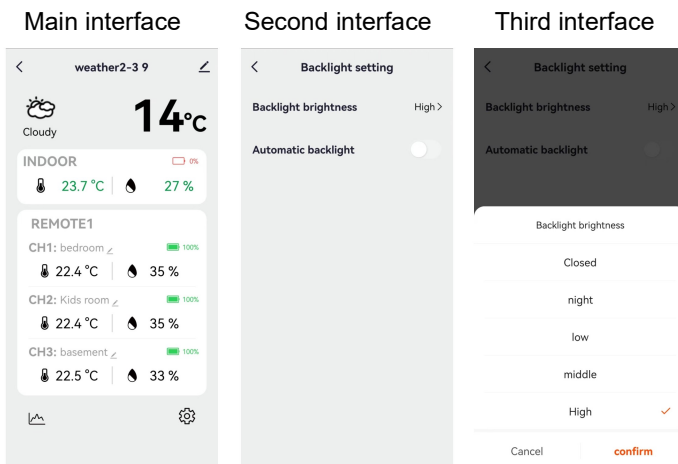 Main interface
weather2-3 9
Cloudy
14°C
INDOOR
0%
23.7 °C
27 %
REMOTE1
CH1: bedroom
100%
22.4 °C
35 %
CH2: Kids room
100%
22.4 °C
35 %
CH3: basement
100%
22.5 °C
33 %
Second interface
Backlight setting
Backlight brightness
High >
Automatic backlight
Third interface
Backlight setting
Backlight brightness
High >
Automatic backlight
Backlight brightness
Closed
night
low
middle
High
Cancel
confirm